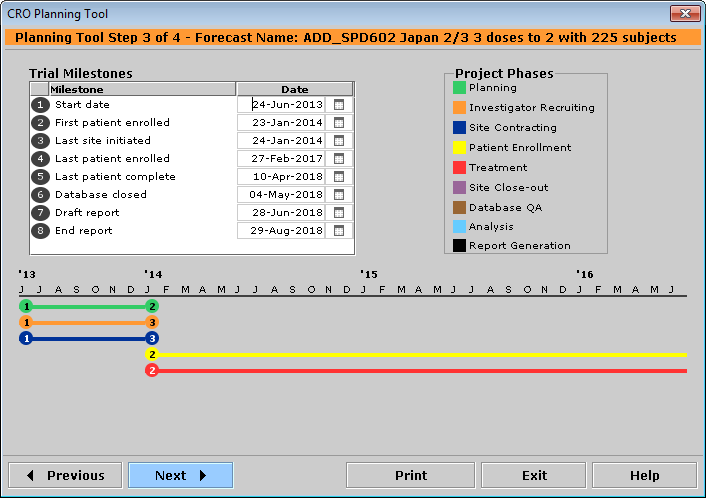 CRO Planning Tool
Planning Tool Step 3 of 4 - Forecast Name: ADD_SPD602 Japan 2/3 3 doses to 2 with 225 subjects
Trial Milestones
Milestone Date
1 Start date 24-Jun-2013
2 First patient enrolled 23-Jan-2014
3 Last site initiated 24-Jan-2014
4 Last patient enrolled 27-Feb-2017
5 Last patient complete 10-Apr-2018
6 Database closed 04-May-2018
7 Draft report 28-Jun-2018
8 End report 29-Aug-2018
Project Phases
Planning
Investigator Recruiting
Site Contracting
Patient Enrollment
Treatment
Site Close-out
Database QA
Analysis
Report Generation
'13 '14 '15 '16
J J A S O N D J F M A M J J A S O N D J F M A M J J A S O N D J F M A M J
1 2
1 3
1 3
2
2
Previous Next Print Exit Help